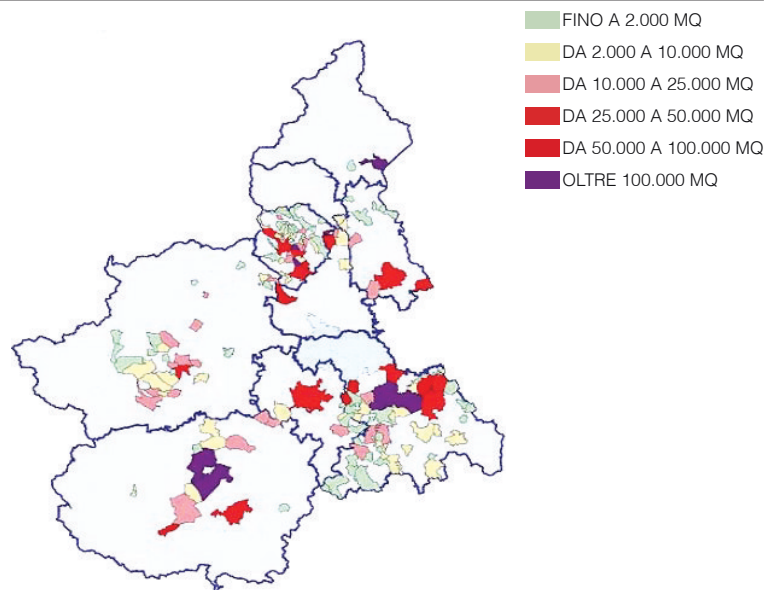 FINO A 2.000 MQ
DA 2.000 A 10.000 MQ
DA 10.000 A 25.000 MQ
DA 25.000 A 50.000 MQ
DA 50.000 A 100.000 MQ
OLTRE 100.000 MQ